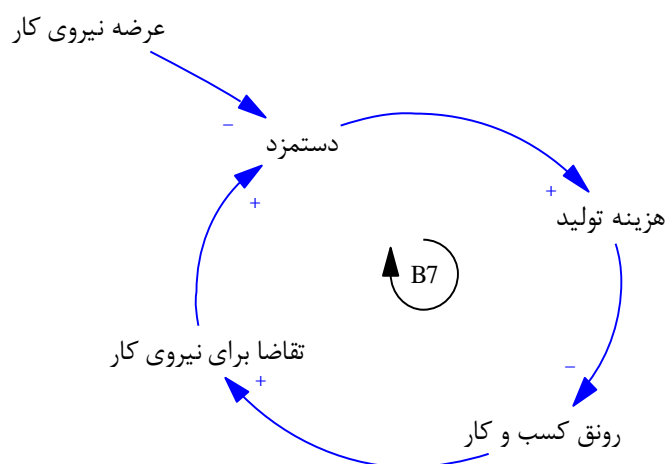 عرضه نیروی کار
–
دستمزد
+
+
هزینه تولید
B7
تقاضا برای نیروی کار
+
–
رونق کسب و کار